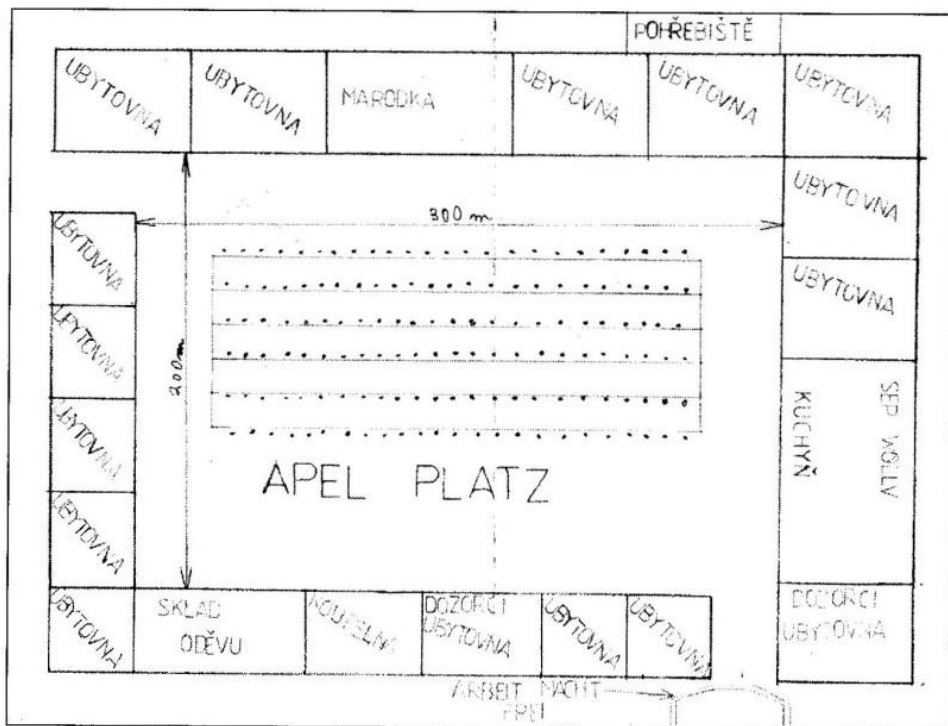 POHŘEBIŠTĚ
UBYTOVNA
UBYTOVNA
MARODKA
UBYTOVNA
UBYTOVNA
UBYTOVNA
UBYTOVNA
300 m
UBYTOVNA
UBYTOVNA
UBYTOVNA
200 m
UBYTOVNA
UBYTOVNA
KUCHYŇ
APEL PLATZ
UBYTOVNA
SKLAD
ODĚVU
KOUPELNA
DOZORCI
UBYTOVNA
UBYTOVNA
UBYTOVNA
DOZORCI
UBYTOVNA
UBYTOVNA
ARBEIT MACHT
FREI